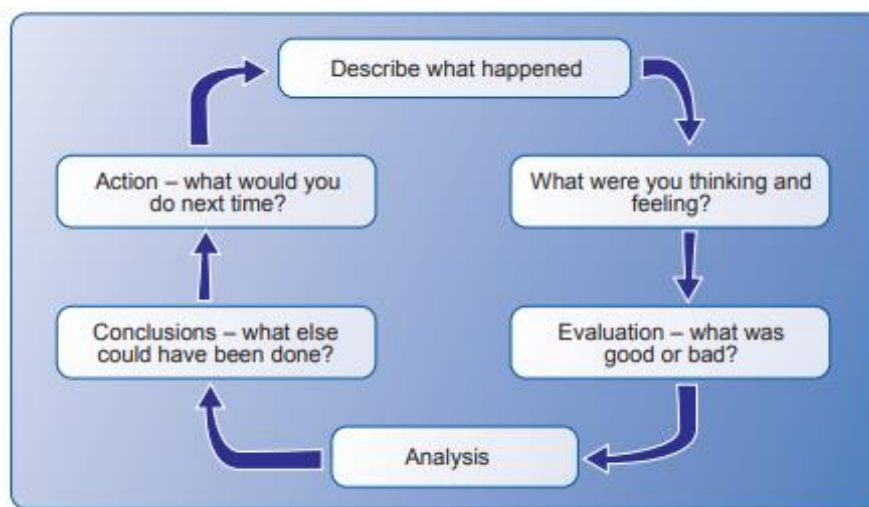 Describe what happened
What were you thinking and
feeling?
Evaluation – what was
good or bad?
Analysis
Conclusions – what else
could have been done?
Action – what would you
do next time?